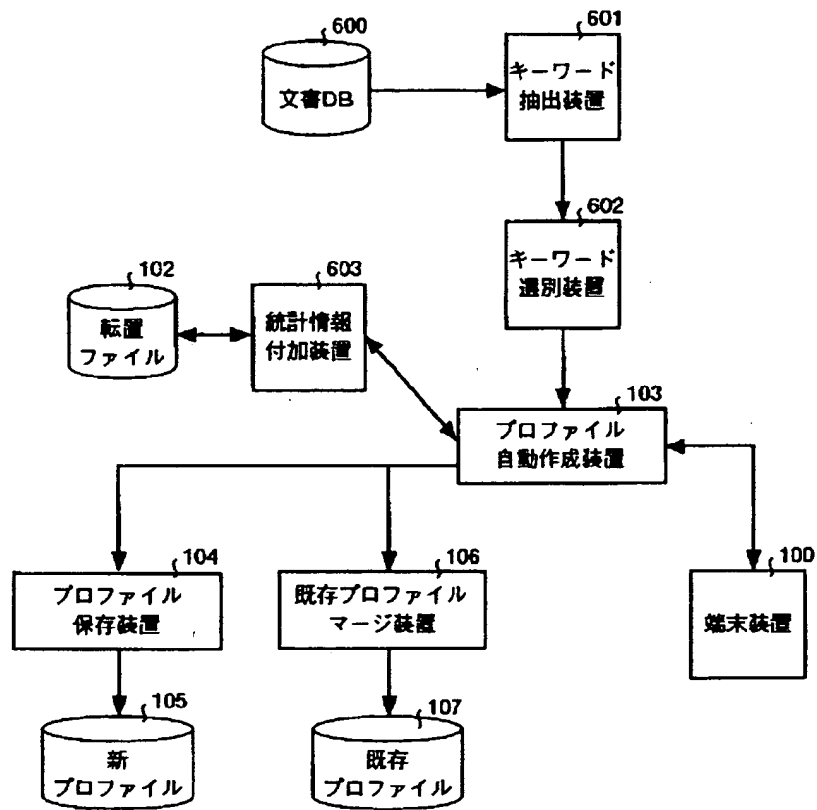 600
文書DB
601
キーワード
抽出装置
602
キーワード
選別装置
102
転置
ファイル
603
統計情報
付加装置
103
プロファイル
自動作成装置
104
プロファイル
保存装置
106
既存プロファイル
マージ装置
100
端末装置
105
新
プロファイル
107
既存
プロファイル